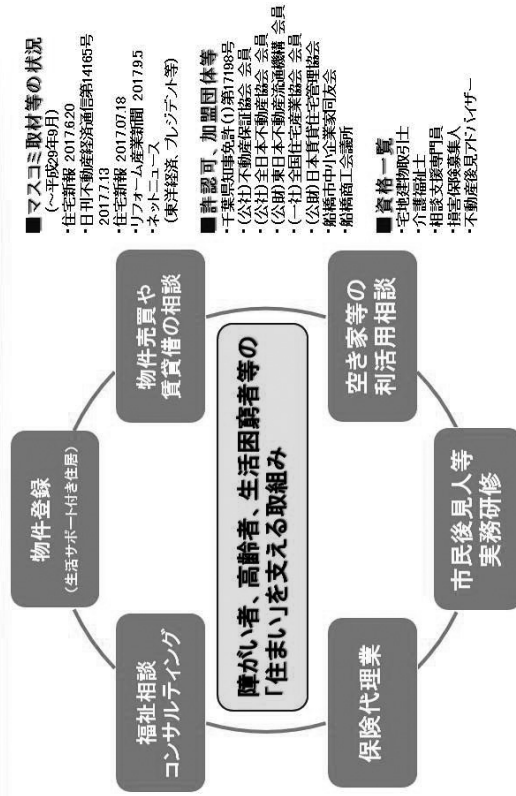 障がい者、高齢者、生活困窮者等の
「住まい」を支える取組み
物件登録
(生活サポート付き住居)
物件売買や
賃貸借の相談
空き家等の
利活用相談
市民後見人等
実務研修
保険代理業
福祉相談
コンサルティング
■マスコミ取材等の状況
(~平成29年9月)
・住宅新報 2017.6.20
・日刊不動産経済通信第14165号
2017.7.13
・住宅新報 2017.07.18
・リフォーム産業新聞 2017.9.5
・ネットニュース
(東洋経済、プレジデント等)
■許認可、加盟団体等
・千葉県知事免許(1)第17198号
・(公社)不動産保証協会 会員
・(公社)全日本不動産協会 会員
・(公財)東日本不動産流通機構 会員
・(一社)全国住宅産業協会 会員
・(公財)日本賃貸住宅管理協会
・船橋市中小企業家同友会
・船橋商工会議所
■資格一覧
・宅地建物取引士
・介護福祉士
・相談支援専門員
・損害保険募集人
・不動産後見アドバイザー